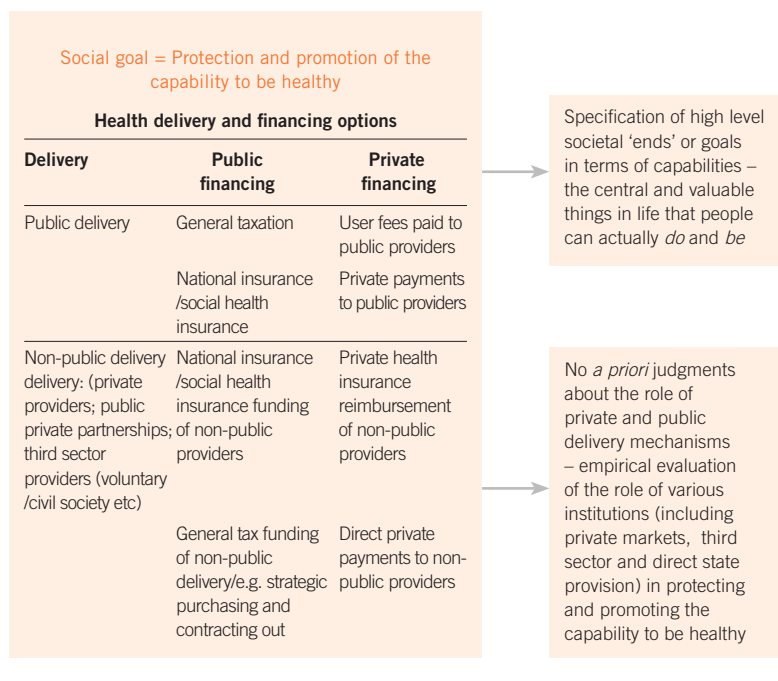 Social goal = Protection and promotion of the
capability to be healthy
Health delivery and financing options
Delivery
Public
financing
Private
financing
Public delivery
General taxation
User fees paid to
public providers
National insurance
/social health
insurance
Private payments
to public providers
Non-public delivery
delivery: (private
providers; public
private partnerships;
third sector
providers (voluntary
/civil society etc)
National insurance
/social health
insurance funding
of non-public
providers
Private health
insurance
reimbursement
of non-public
providers
General tax funding
of non-public
delivery/e.g. strategic
purchasing and
contracting out
Direct private
payments to non-
public providers
Specification of high level
societal ‘ends’ or goals
in terms of capabilities –
the central and valuable
things in life that people
can actually do and be
No a priori judgments
about the role of
private and public
delivery mechanisms
– empirical evaluation
of the role of various
institutions (including
private markets, third
sector and direct state
provision) in protecting
and promoting the
capability to be healthy